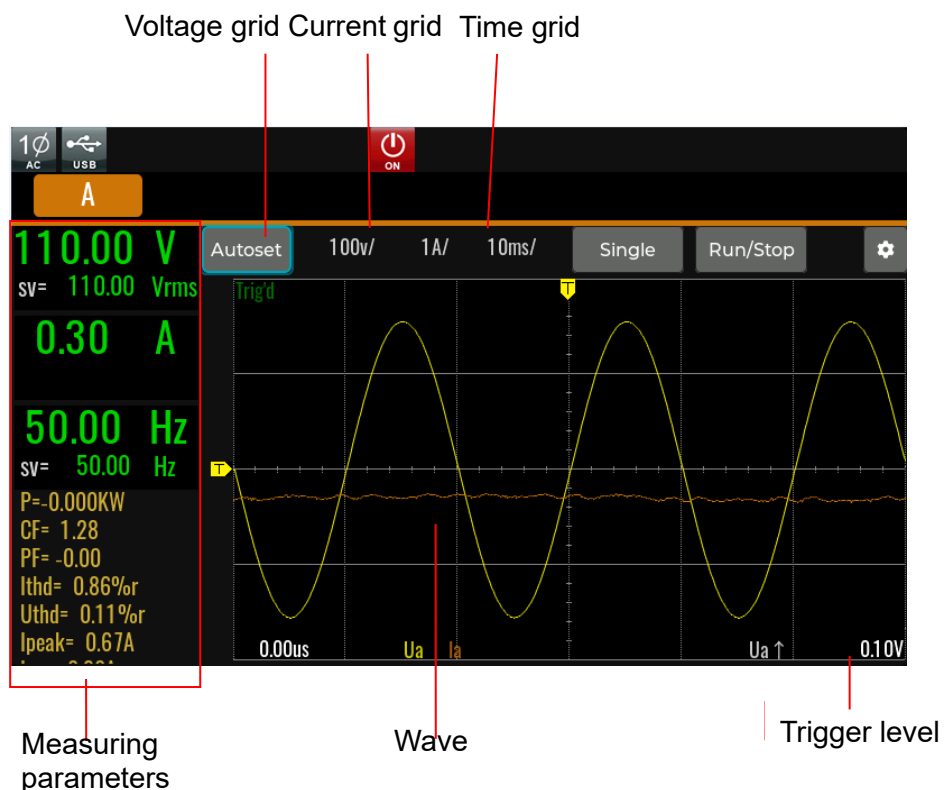 Voltage grid Current grid Time grid
1Ø
AC
USB
ON
A
110.00 V
sv= 110.00 Vrms
0.30 A
50.00 Hz
sv= 50.00 Hz
P=-0.000KW
CF= 1.28
PF= -0.00
Ithd= 0.86%r
Uthd= 0.11%r
Ipeak= 0.67A
Autoset 100v/ 1A/ 10ms/ Single Run/Stop
Trig'd
T
T
0.00us Ua Ia Ua ↑ 0.10V
Measuring
parameters
Wave
Trigger level